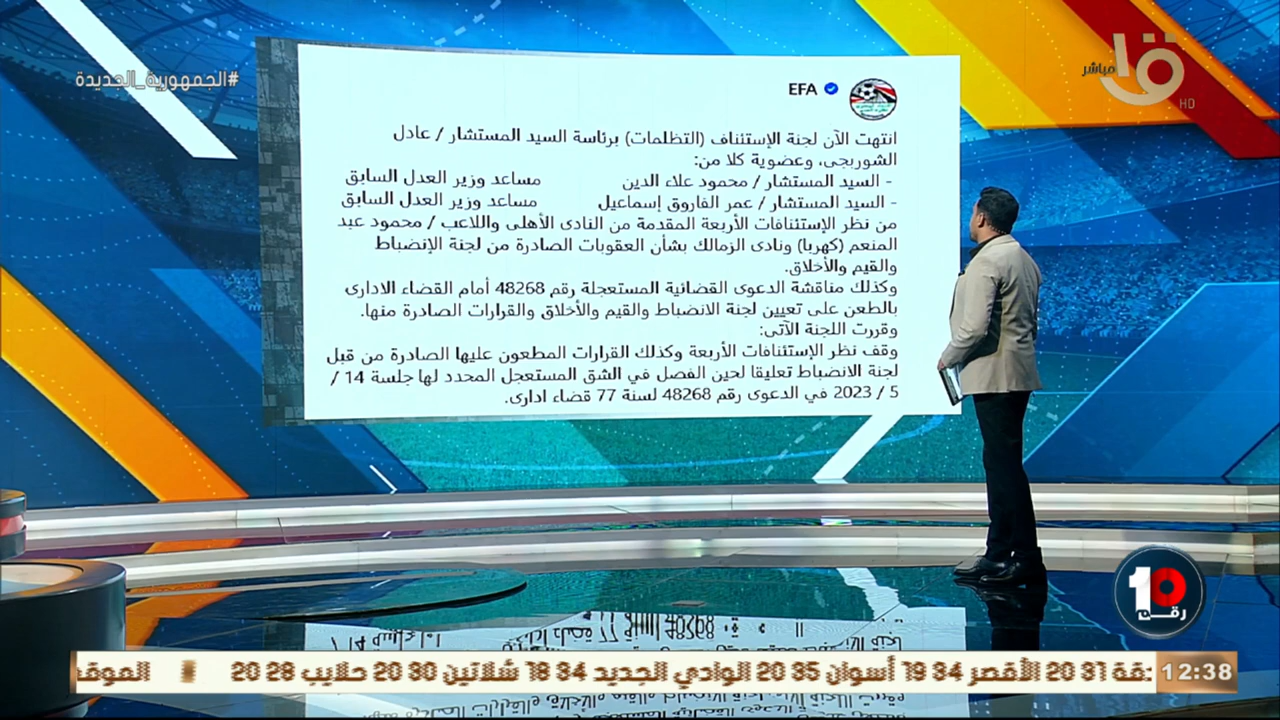 #الجمهورية_الجديدة
مباشر
HD
EFA
انتهت الآن لجنة الإستئناف (التظلمات) برئاسة السيد المستشار / عادل
الشوربجى، وعضوية كلا من:
- السيد المستشار / محمود علاء الدين مساعد وزير العدل السابق
- السيد المستشار / عمر الفاروق إسماعيل مساعد وزير العدل السابق
من نظر الإستئنافات الأربعة المقدمة من النادى الأهلى واللاعب / محمود عبد
المنعم (كهربا) ونادى الزمالك بشأن العقوبات الصادرة من لجنة الإنضباط
والقيم والأخلاق.
وكذلك مناقشة الدعوى القضائية المستعجلة رقم 48268 أمام القضاء الادارى
بالطعن على تعيين لجنة الانضباط والقيم والأخلاق والقرارات الصادرة منها.
وقررت اللجنة الآتى:
وقف نظر الإستئنافات الأربعة وكذلك القرارات المطعون عليها الصادرة من قبل
لجنة الانضباط تعليقا لحين الفصل في الشق المستعجل المحدد لها جلسة 14 /
5 / 2023 في الدعوى رقم 48268 لسنة 77 قضاء ادارى.
رقم 10
12:38
31 20 الأقصر 34 19 أسوان 35 20 الوادي الجديد 34 18 شلاتين 30 20 حلايب 28 20 #